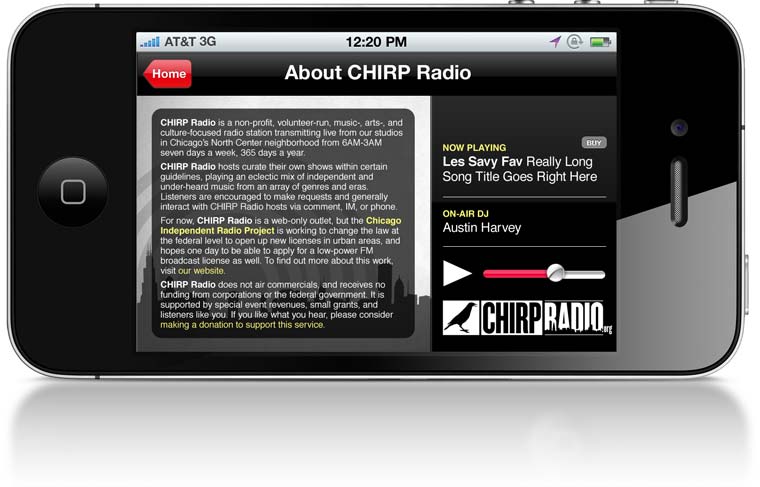 AT&T 3G
12:20 PM
Home
About CHIRP Radio
CHIRP Radio is a non-profit, volunteer-run, music-, arts-, and
culture-focused radio station transmitting live from our studios
in Chicago's North Center neighborhood from 6AM-3AM
seven days a week, 365 days a year.
CHIRP Radio hosts curate their own shows within certain
guidelines, playing an eclectic mix of independent and
under-heard music from an array of genres and eras.
Listeners are encouraged to make requests and generally
interact with CHIRP Radio hosts via comment, IM, or phone.
For now, CHIRP Radio is a web-only outlet, but the Chicago
Independent Radio Project is working to change the law at
the federal level to open up new licenses in urban areas, and
hopes one day to be able to apply for a low-power FM
broadcast license as well. To find out more about this work,
visit our website.
CHIRP Radio does not air commercials, and receives no
funding from corporations or the federal government. It is
supported by special event revenues, small grants, and
listeners like you. If you like what you hear, please consider
making a donation to support this service.
BUY
NOW PLAYING
Les Savy Fav Really Long
Song Title Goes Right Here
ON-AIR DJ
Austin Harvey
CHIRP RADIO.org